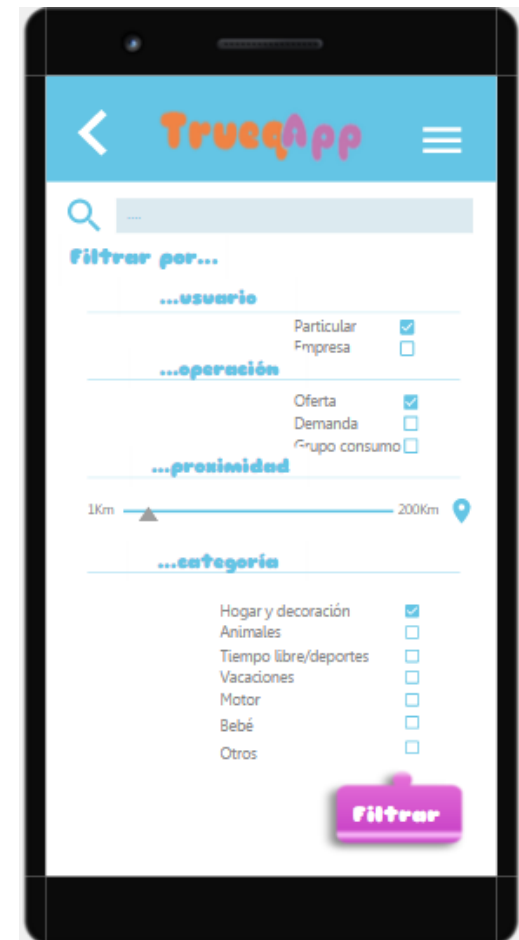 TrueqApp
....
Filtrar por...
...usuario
Particular
Empresa
...operación
Oferta
Demanda
Grupo consumo
...proximidad
1Km 200Km
...categoría
Hogar y decoración
Animales
Tiempo libre/deportes
Vacaciones
Motor
Bebé
Otros
Filtrar